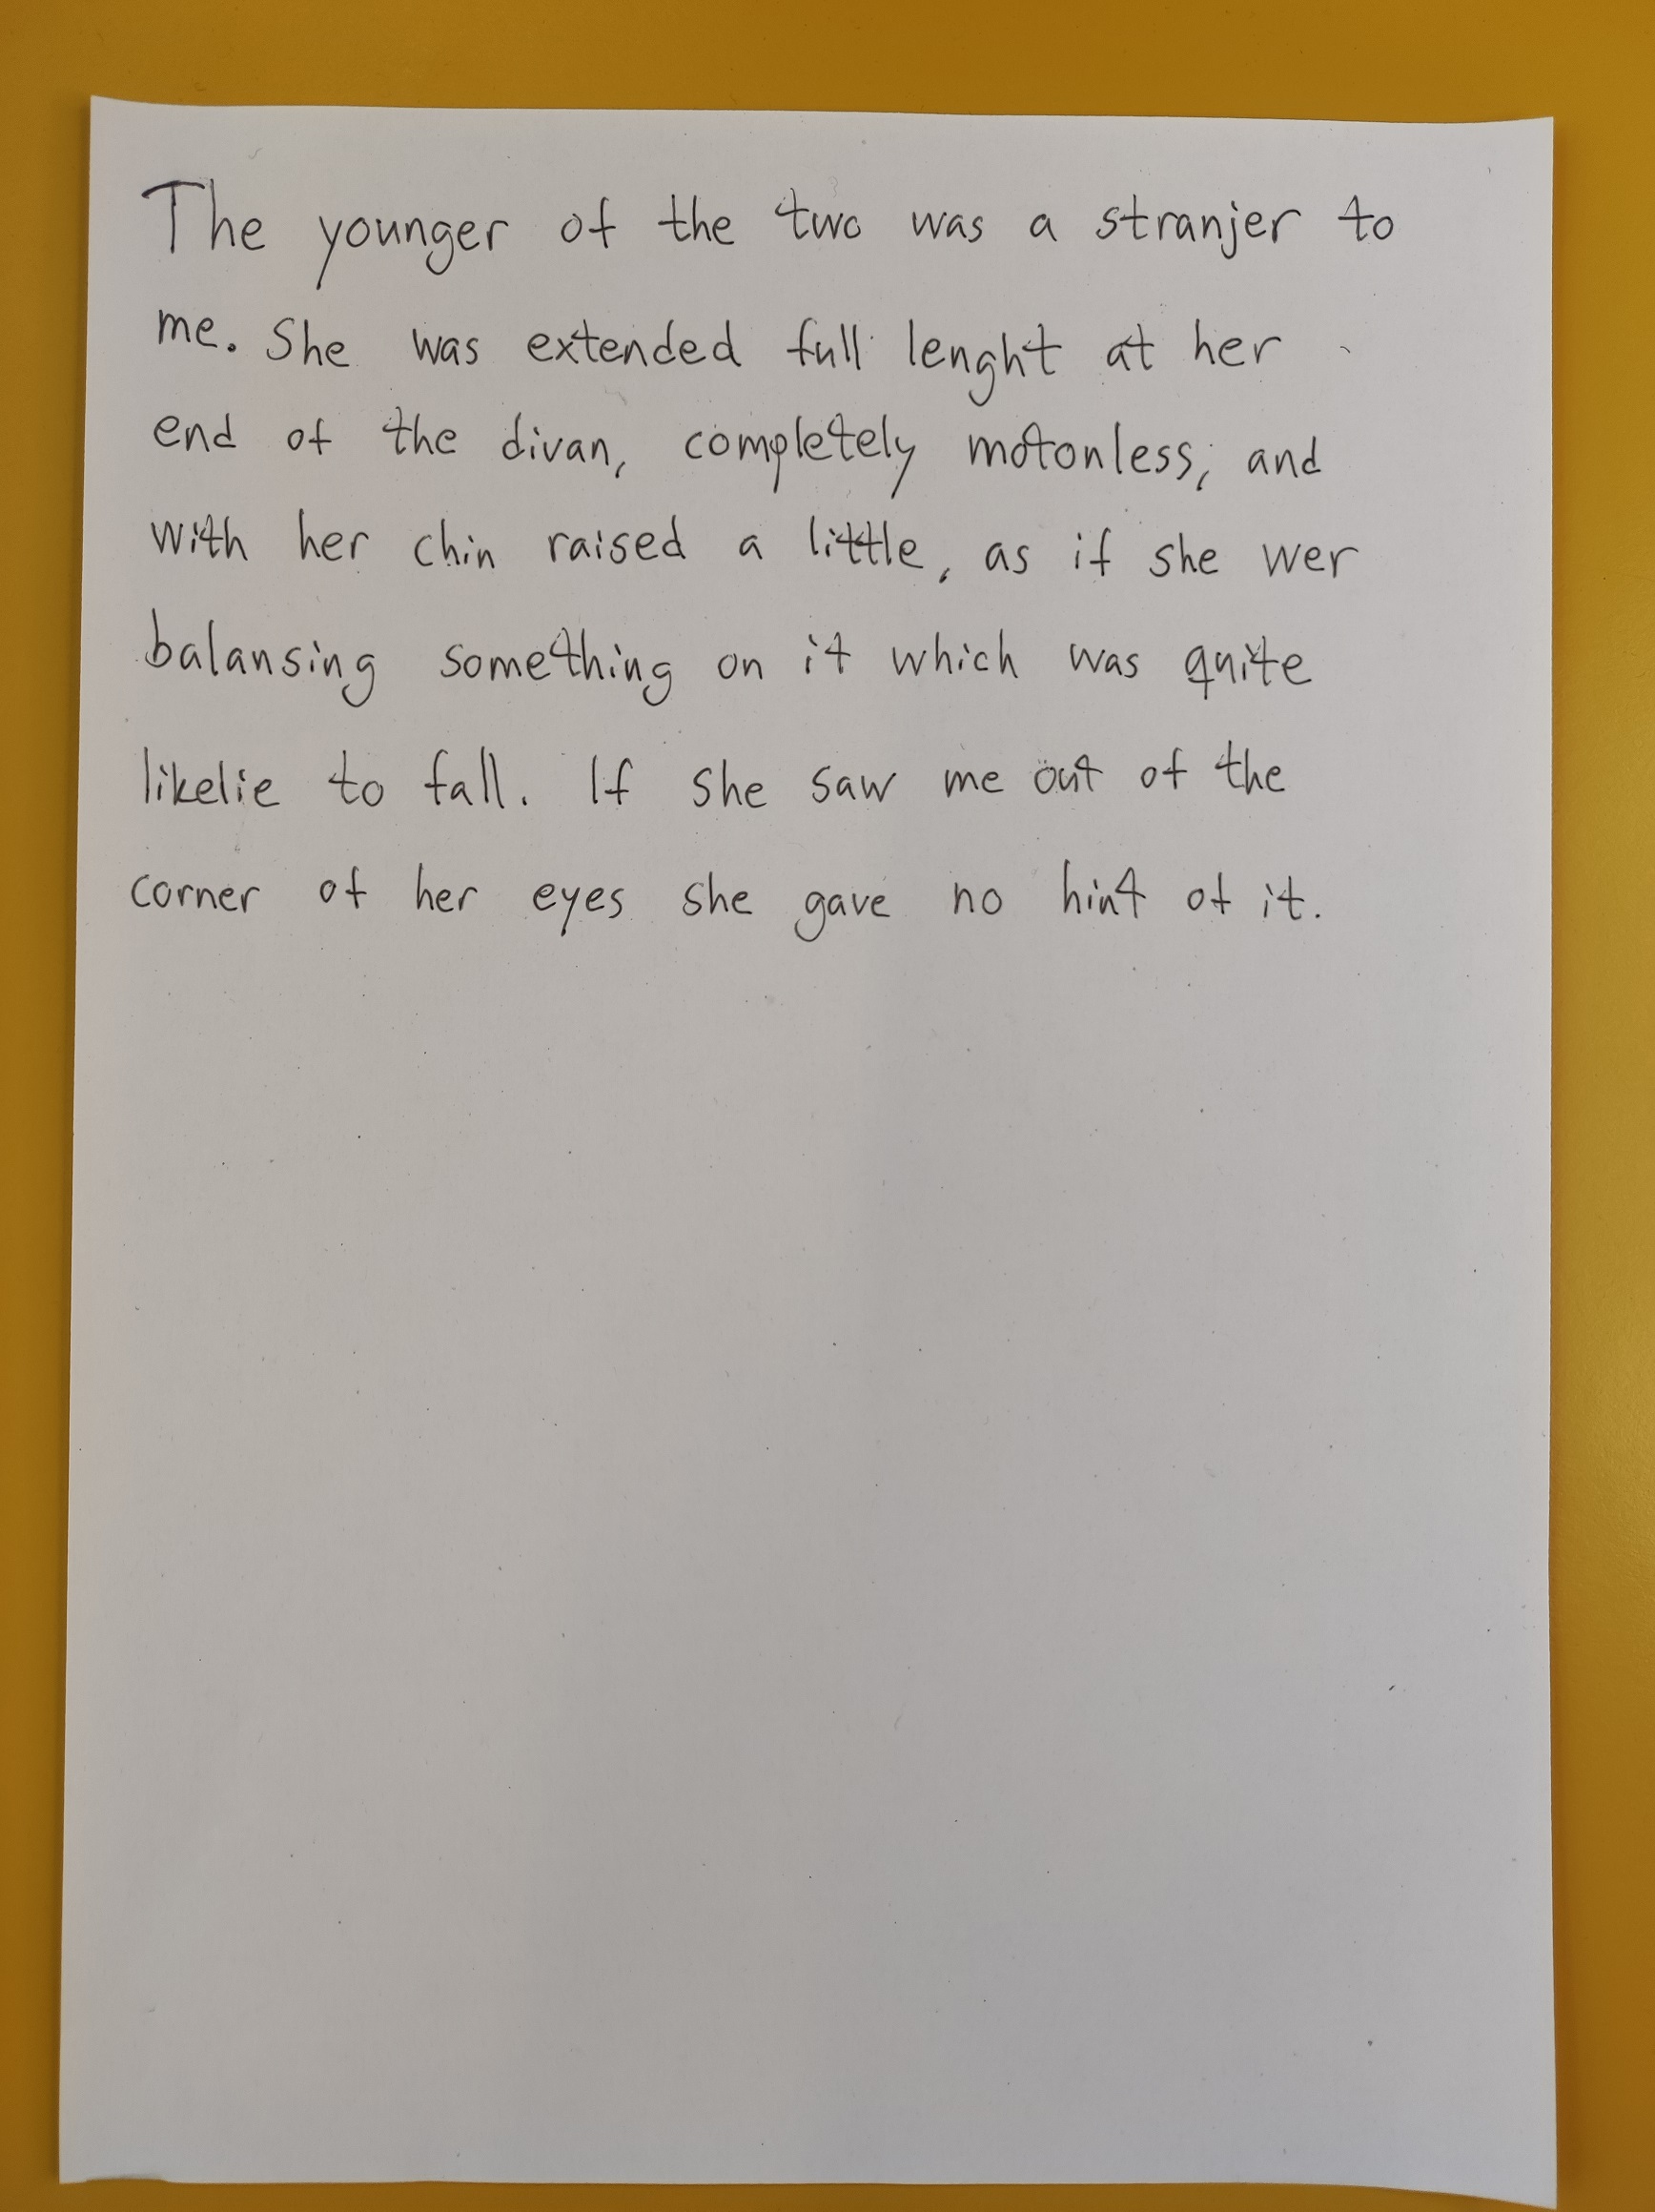 The younger of the two was a stranjer to
me. She was extended full lenght at her
end of the divan, completely motonless, and
with her chin raised a little, as if she wer
balansing something on it which was quite
likelie to fall. If she saw me out of the
corner of her eyes she gave no hint of it.